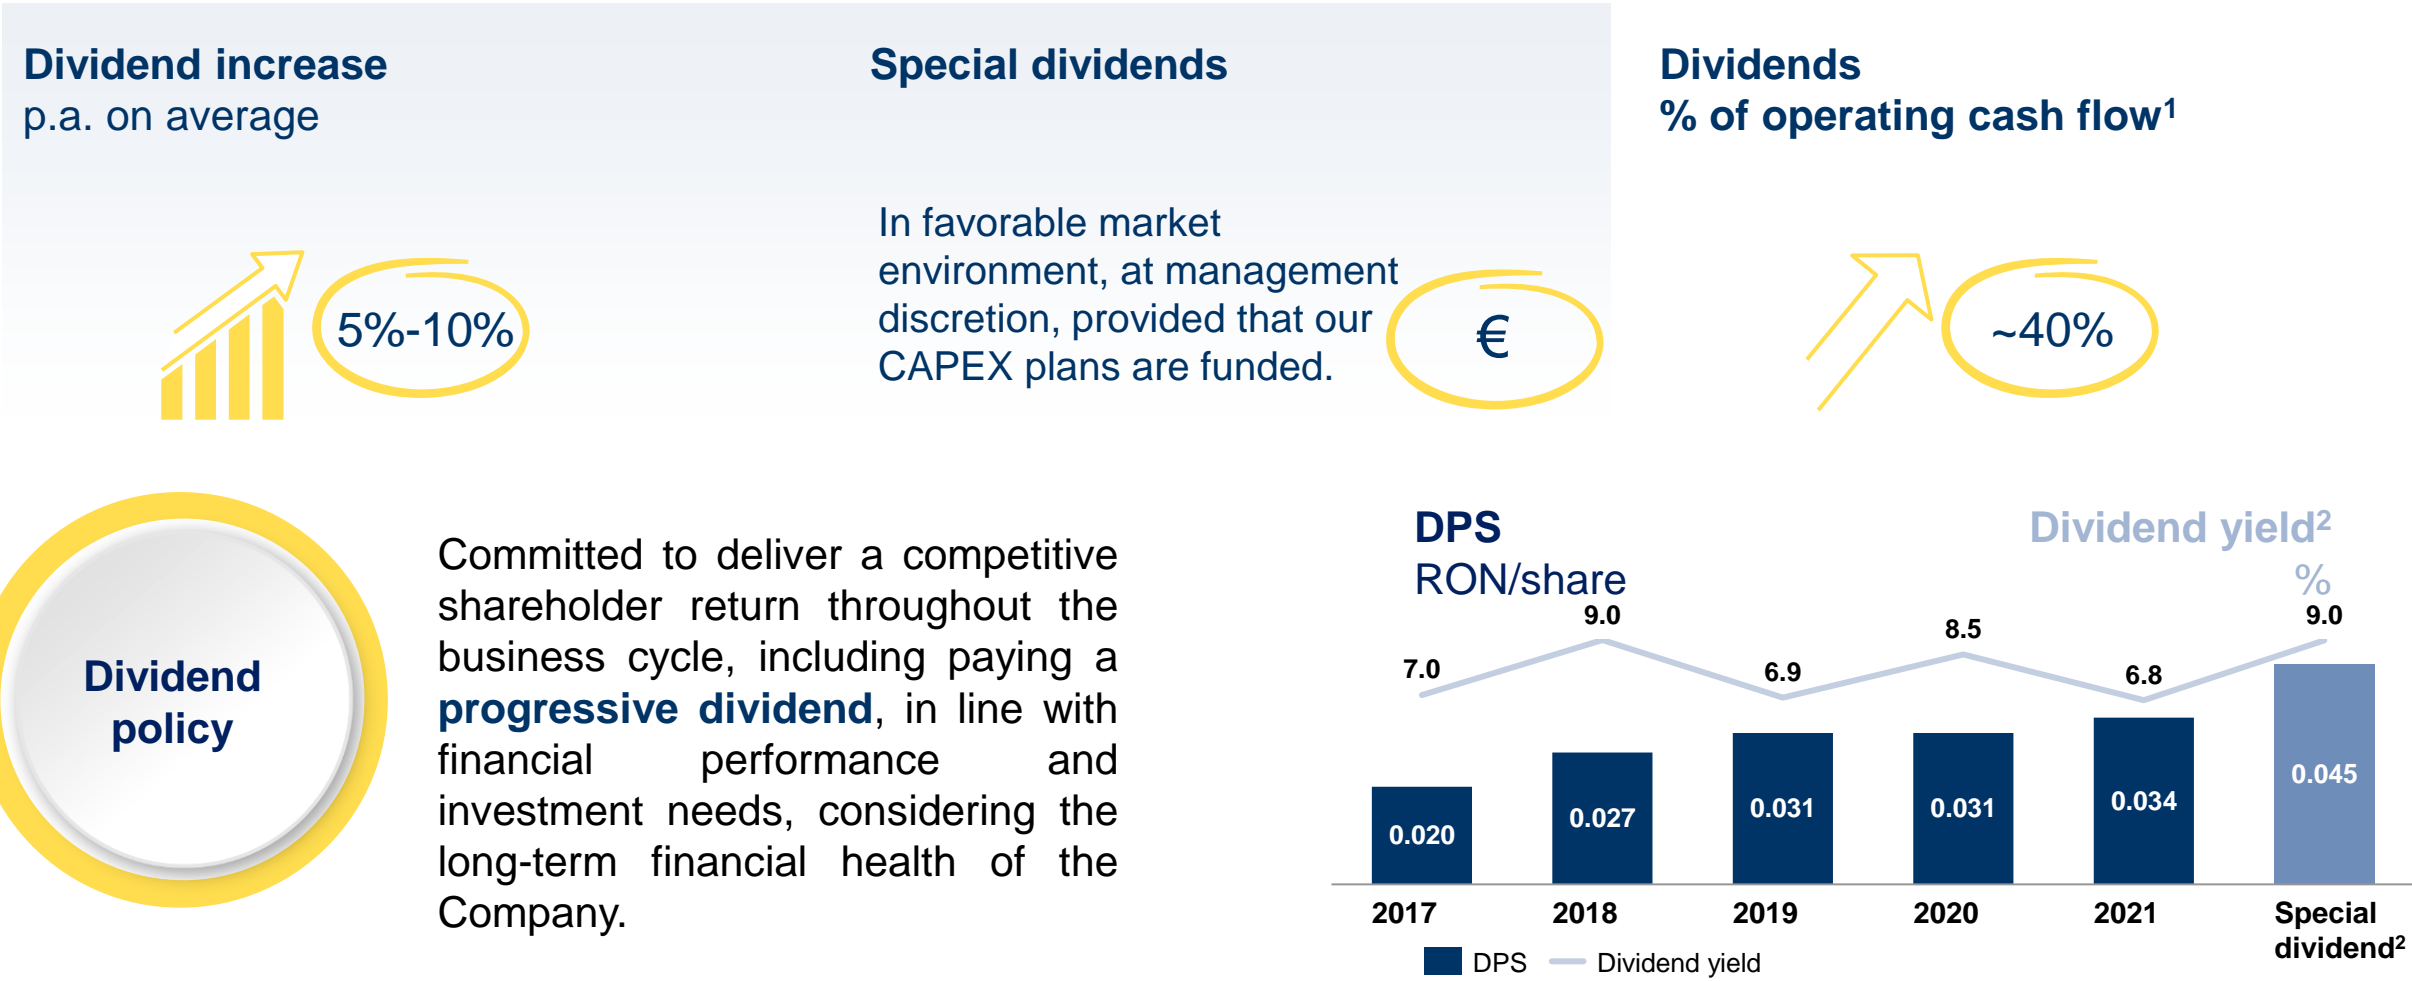 Dividend increase
p.a. on average
5%-10%
Special dividends
In favorable market
environment, at management
discretion, provided that our
CAPEX plans are funded.
€
Dividends
% of operating cash flow¹
~40%
Dividend
policy
Committed to deliver a competitive
shareholder return throughout the
business cycle, including paying a
progressive dividend, in line with
financial performance and
investment needs, considering the
long-term financial health of the
Company.
DPS
RON/share
Dividend yield²
%
7.0
9.0
6.9
8.5
6.8
9.0
0.020
0.027
0.031
0.031
0.034
0.045
2017
2018
2019
2020
2021
Special
dividend²
DPS
Dividend yield